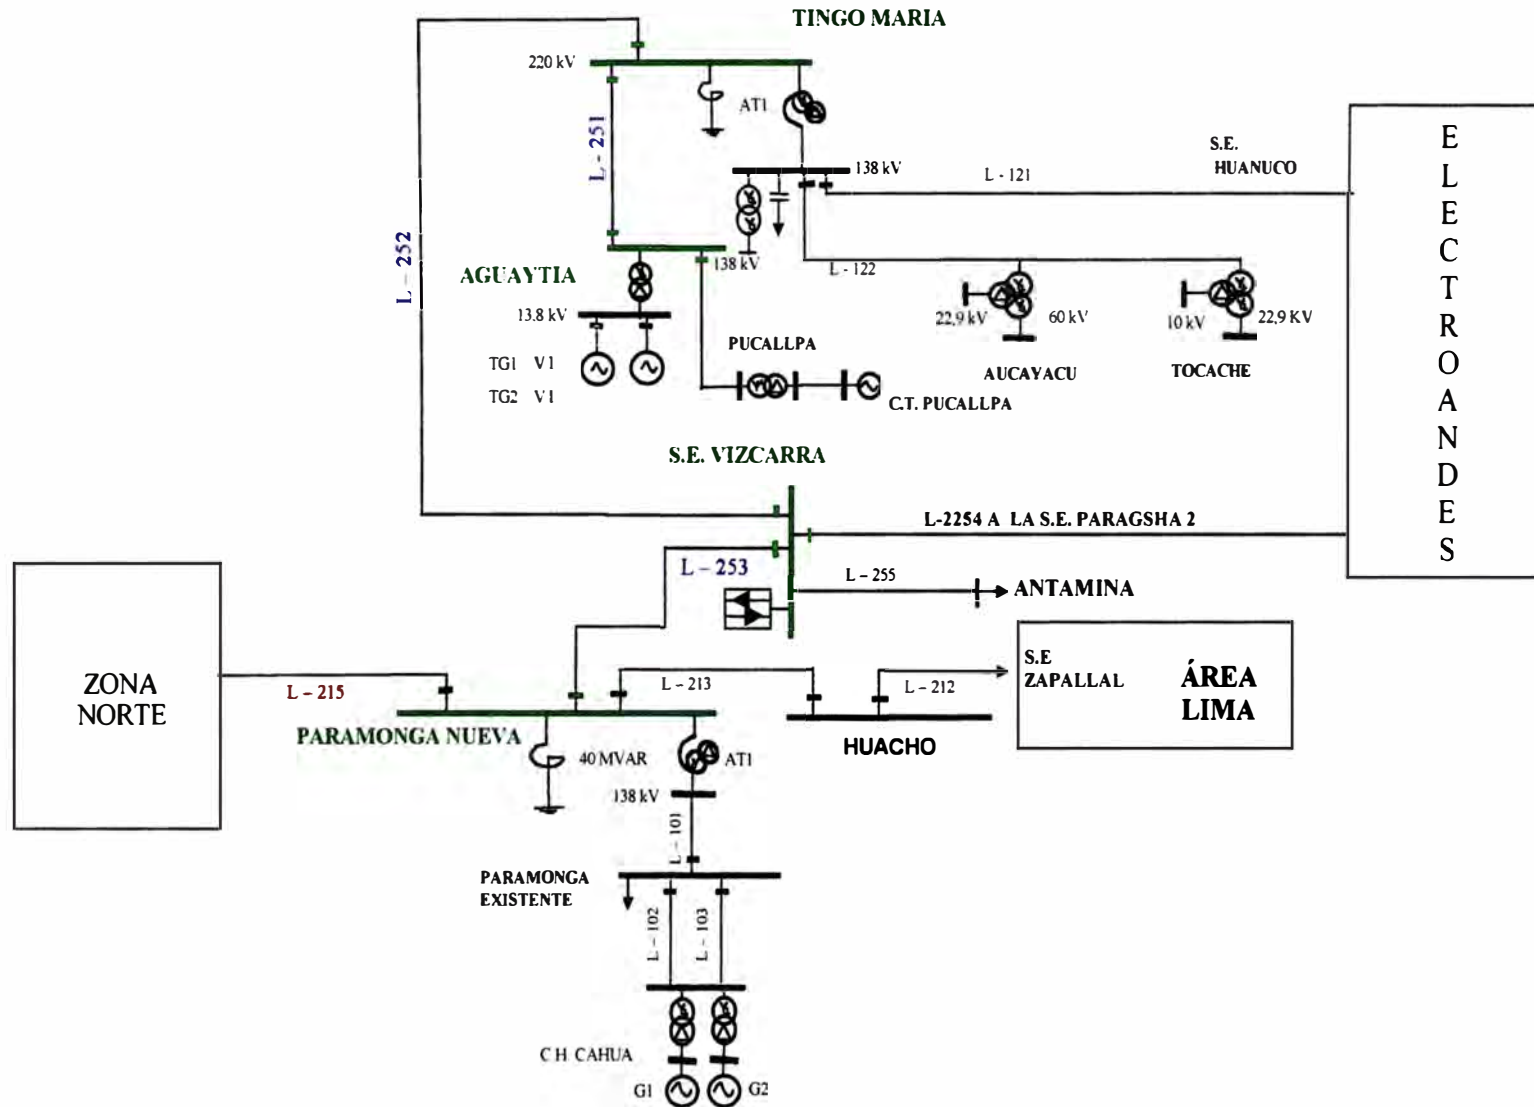 TINGO MARIA
220 kV
AT1
L - 251
L - 252
138 kV
S.E.
HUANUCO
L - 121
E
L
E
C
T
R
O
A
N
D
E
S
AGUAYTIA
138 kV
L - 122
13.8 kV
22,9 kV
60 kV
10 kV
22,9 KV
TG1 V1
TG2 V1
PUCALLPA
AUCAYACU
TOCACHE
C.T. PUCALLPA
S.E. VIZCARRA
L-2254 A LA S.E. PARAGSHA 2
L – 253
L – 255
ANTAMINA
ZONA
NORTE
L – 215
L – 213
L – 212
S.E
ZAPALLAL
ÁREA
LIMA
PARAMONGA NUEVA
HUACHO
40 MVAR
AT1
138 kV
L – 101
PARAMONGA
EXISTENTE
L – 102
L – 103
C H CAHUA
G1
G2